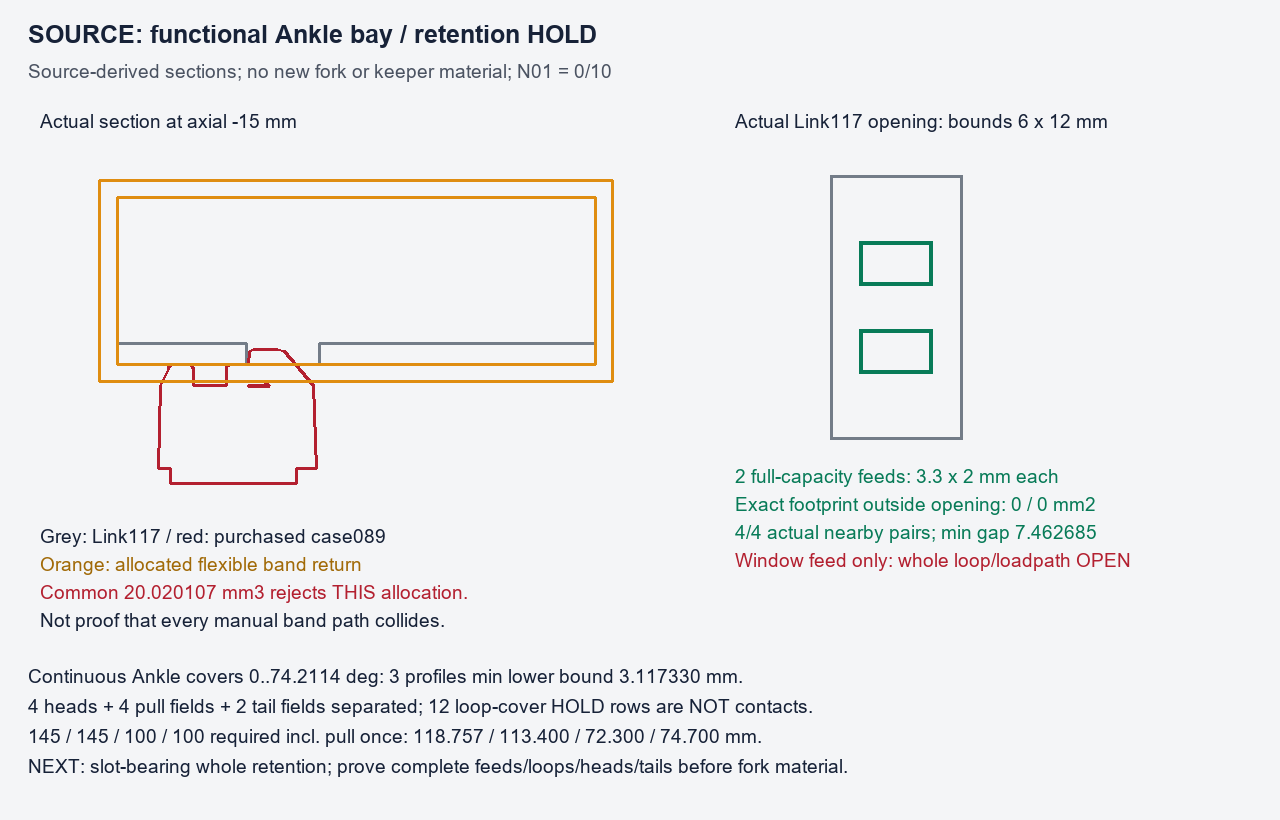 SOURCE: functional Ankle bay / retention HOLD
Source-derived sections; no new fork or keeper material; N01 = 0/10
Actual section at axial -15 mm
Actual Link117 opening: bounds 6 x 12 mm
2 full-capacity feeds: 3.3 x 2 mm each
Exact footprint outside opening: 0 / 0 mm2
4/4 actual nearby pairs; min gap 7.462685
Window feed only: whole loop/loadpath OPEN
Grey: Link117 / red: purchased case089
Orange: allocated flexible band return
Common 20.020107 mm3 rejects THIS allocation.
Not proof that every manual band path collides.
Continuous Ankle covers 0..74.2114 deg: 3 profiles min lower bound 3.117330 mm.
4 heads + 4 pull fields + 2 tail fields separated; 12 loop-cover HOLD rows are NOT contacts.
145 / 145 / 100 / 100 required incl. pull once: 118.757 / 113.400 / 72.300 / 74.700 mm.
NEXT: slot-bearing whole retention; prove complete feeds/loops/heads/tails before fork material.